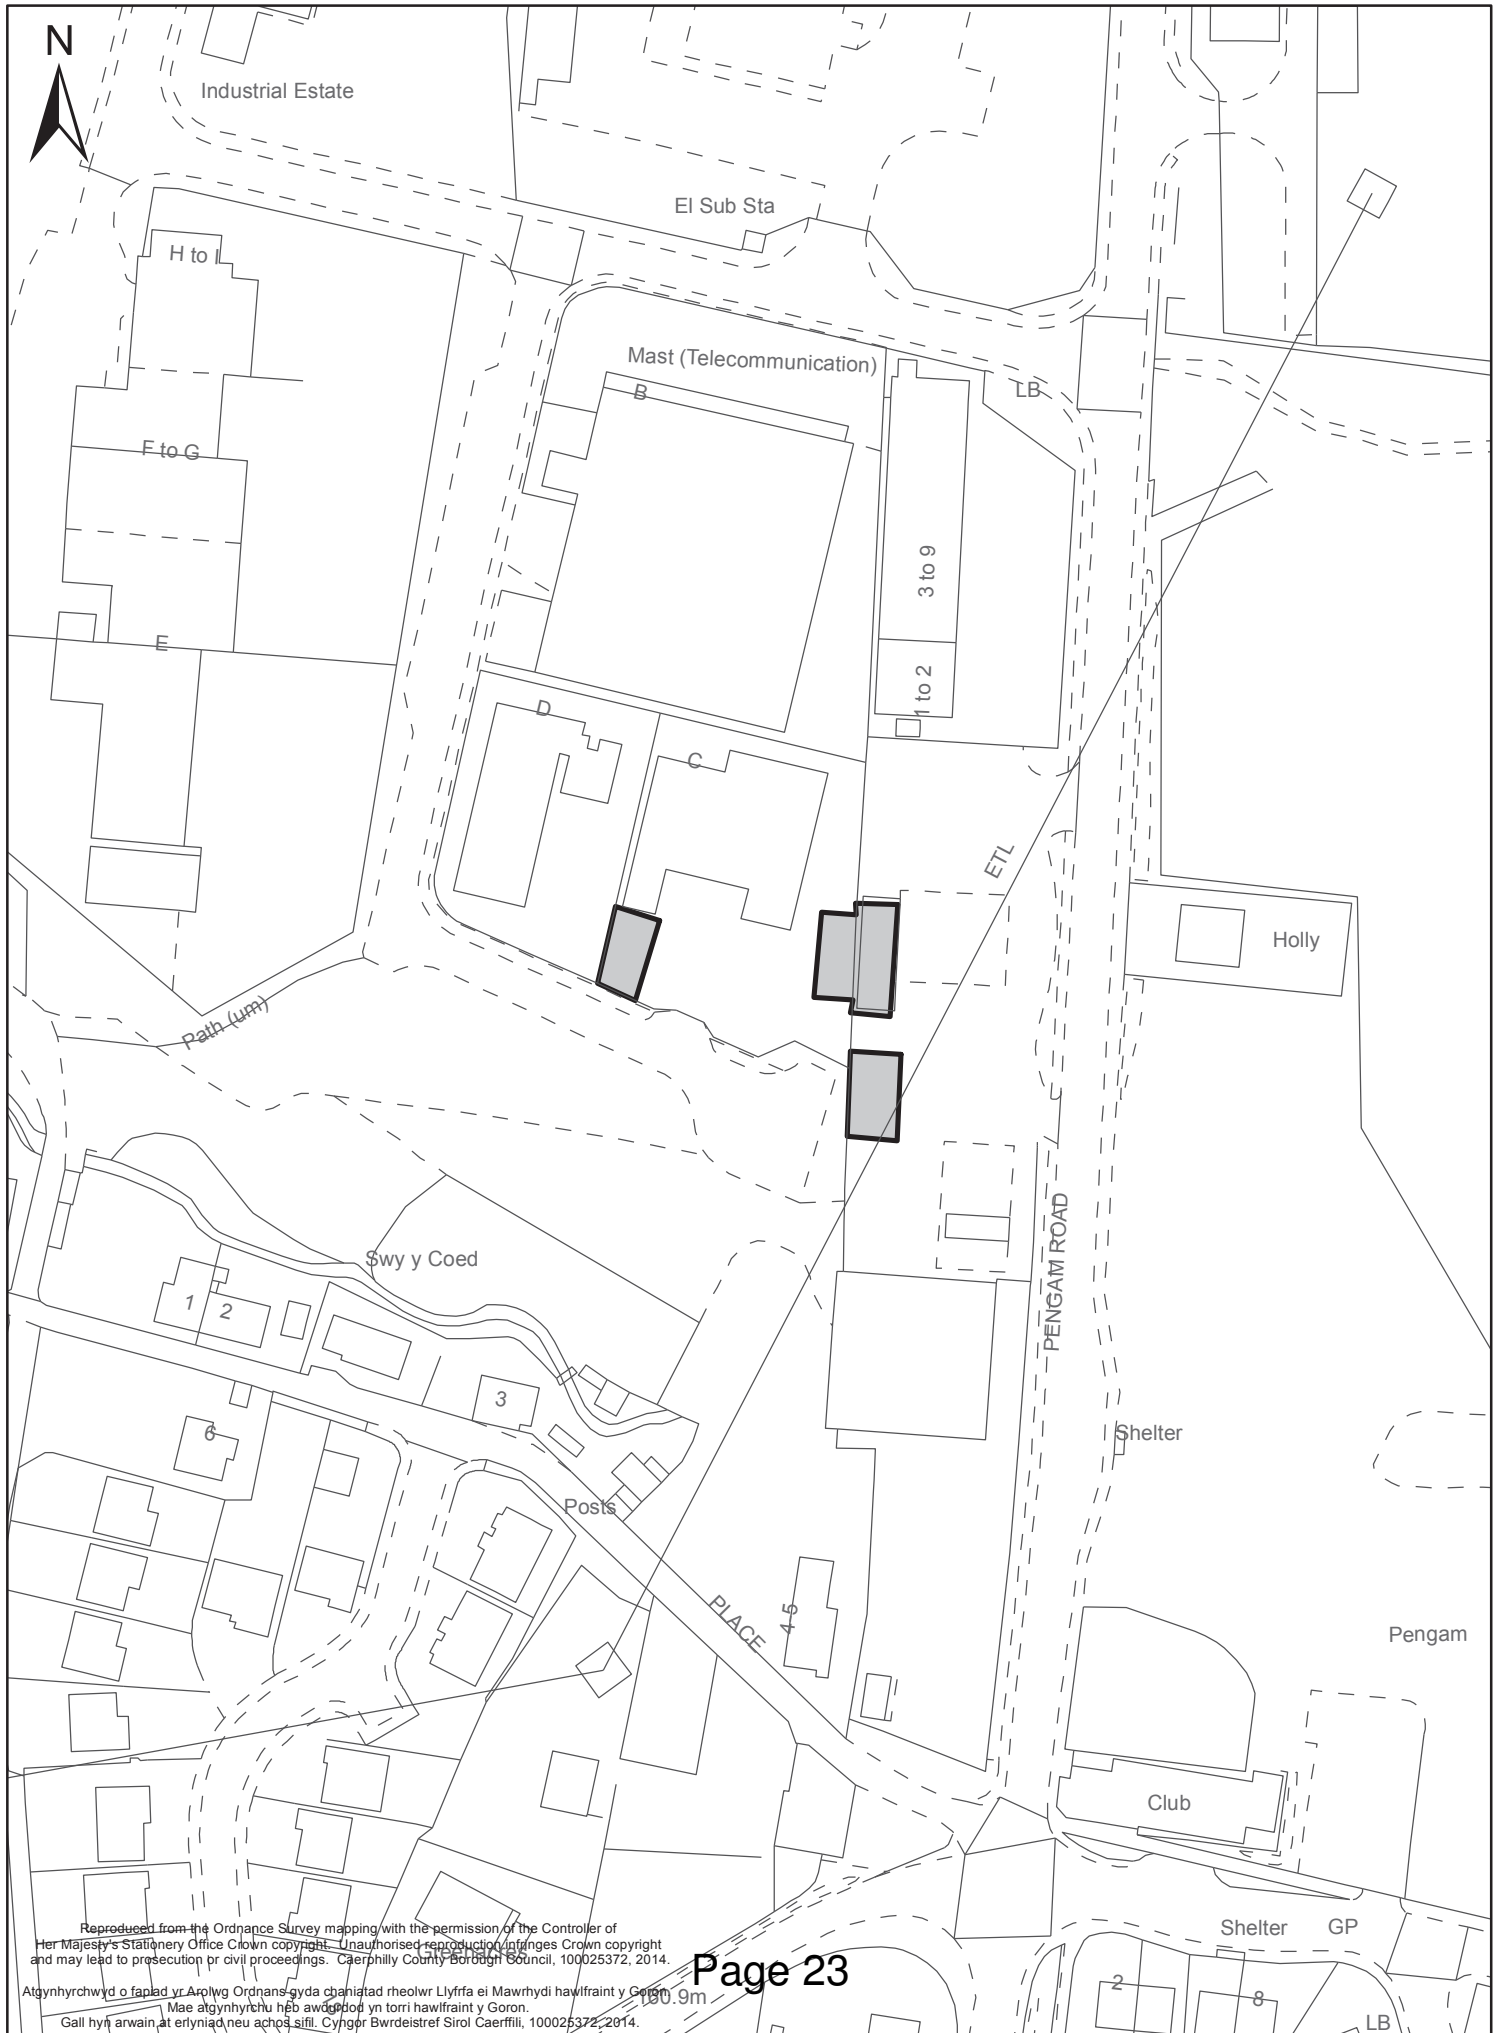 N
Industrial Estate
El Sub Sta
H to I
Mast (Telecommunication)
B
LB
F to G
3 to 9
E
1 to 2
D
C
ETL
Holly
Path (um)
PENGAM ROAD
Swy y Coed
1
2
3
6
Shelter
Posts
PLACE
4-5
Pengam
Club
Shelter
GP
Greenacres
2
8
LB
160.9m
Reproduced from the Ordnance Survey mapping with the permission of the Controller of
Her Majesty's Stationery Office Crown copyright. Unauthorised reproduction infringes Crown copyright
and may lead to prosecution or civil proceedings. Caerphilly County Borough Council, 100025372, 2014.
Atgynhyrchwyd o fapiad yr Arolwg Ordnans gyda chaniatad rheolwr Llyfrfa ei Mawrhydi hawlfraint y Goron.
Mae atgynhyrchu heb awdurdod yn torri hawlfraint y Goron.
Gall hyn arwain at erlyniad neu achos sifil. Cyngor Bwrdeistref Sirol Caerffili, 100025372, 2014.
Page 23